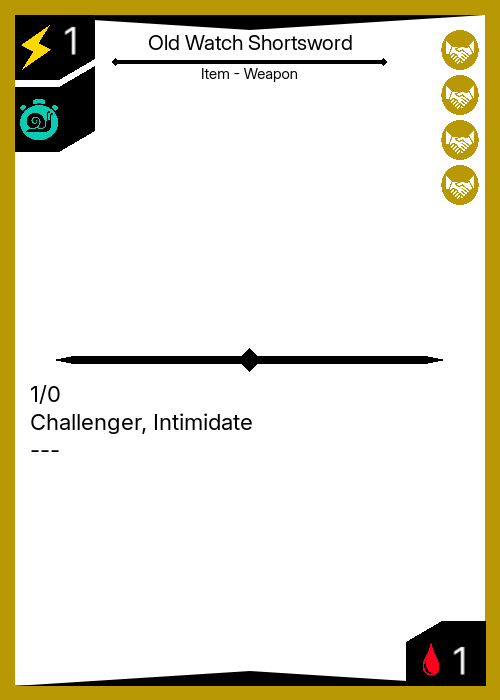 1
Old Watch Shortsword
Item - Weapon
1/0
Challenger, Intimidate
---
1